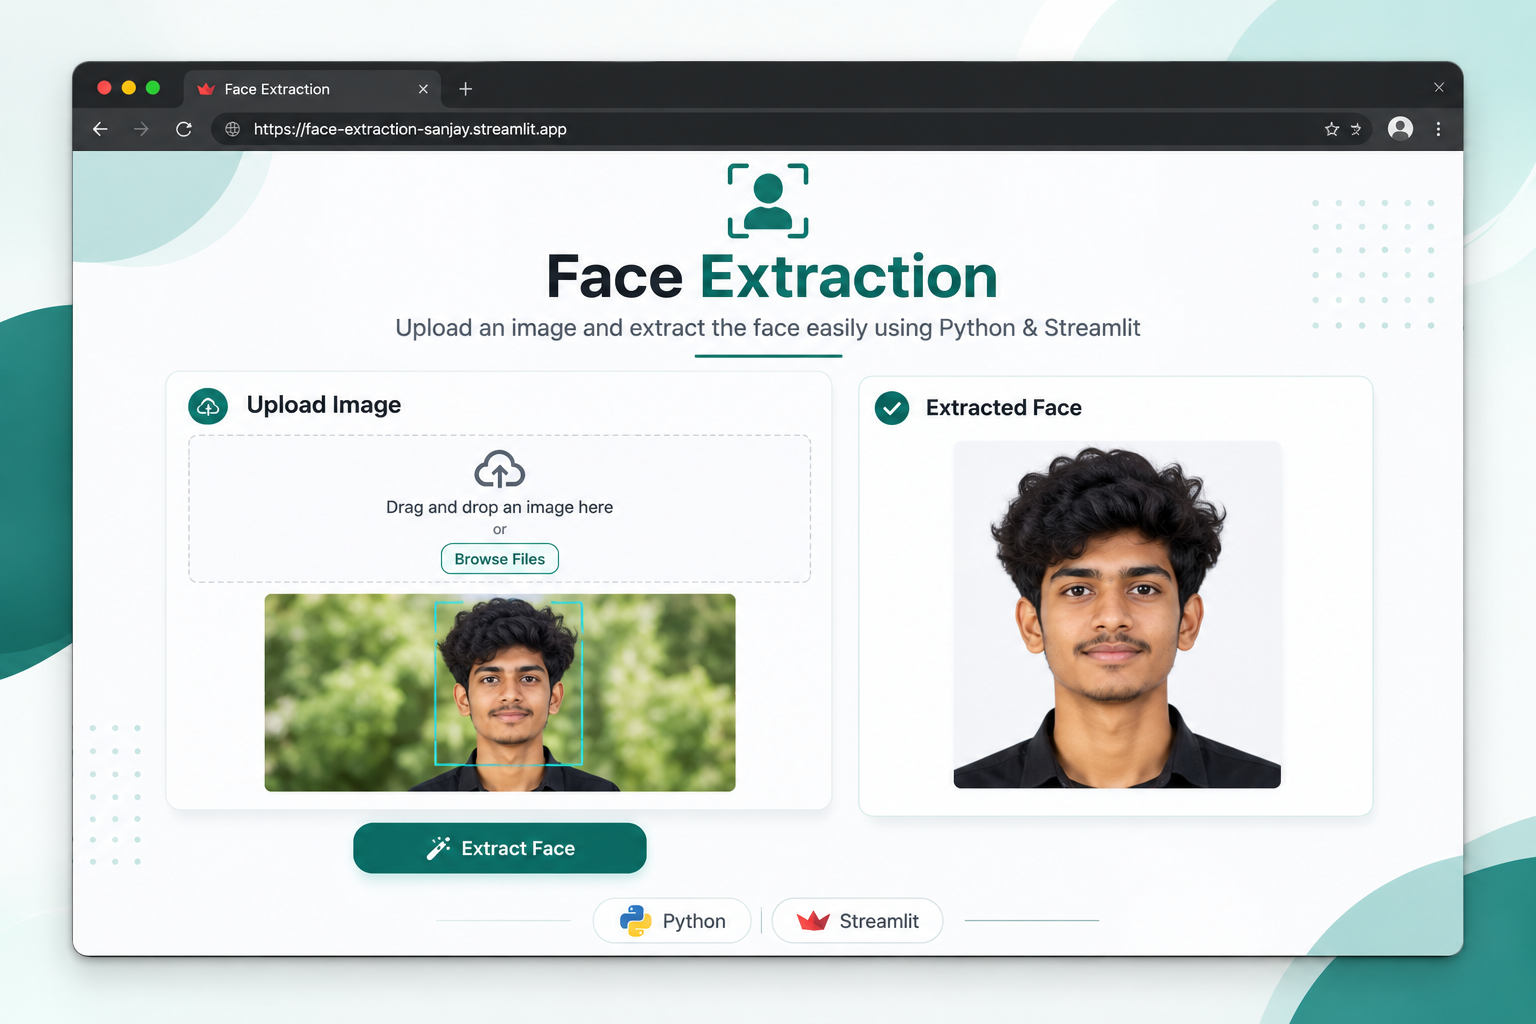 Face Extraction
https://face-extraction-sanjay.streamlit.app
Face Extraction
Upload an image and extract the face easily using Python & Streamlit
Upload Image
Drag and drop an image here
or
Browse Files
Extract Face
Extracted Face
Python
Streamlit